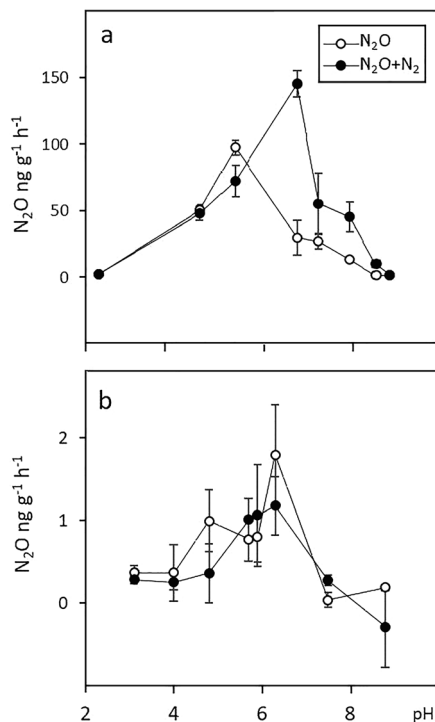 a
N₂O
N₂O+N₂
150
100
50
0
N₂O ng g⁻¹ h⁻¹
b
2
1
0
N₂O ng g⁻¹ h⁻¹
2 4 6 8 pH